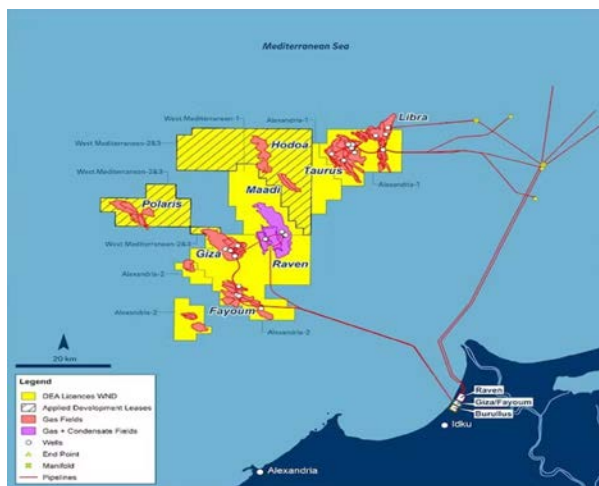 Mediterranean Sea
Libra
West Mediterranean-1
Alexandria-1
West Mediterranean-2&3
Hodoa
Taurus
West Mediterranean-2&3
Maadi
Alexandria-1
Polaris
West Mediterranean-2&3
Giza
Raven
Alexandria-2
Fayoum
Alexandria-2
Alexandria-2
20 km
Legend
DEA Licences WND
Applied Development Leases
Gas Fields
Gas + Condensate Fields
Wells
End Point
Manifold
Pipelines
Raven
Giza/Fayoum
Burullus
Idku
Alexandria